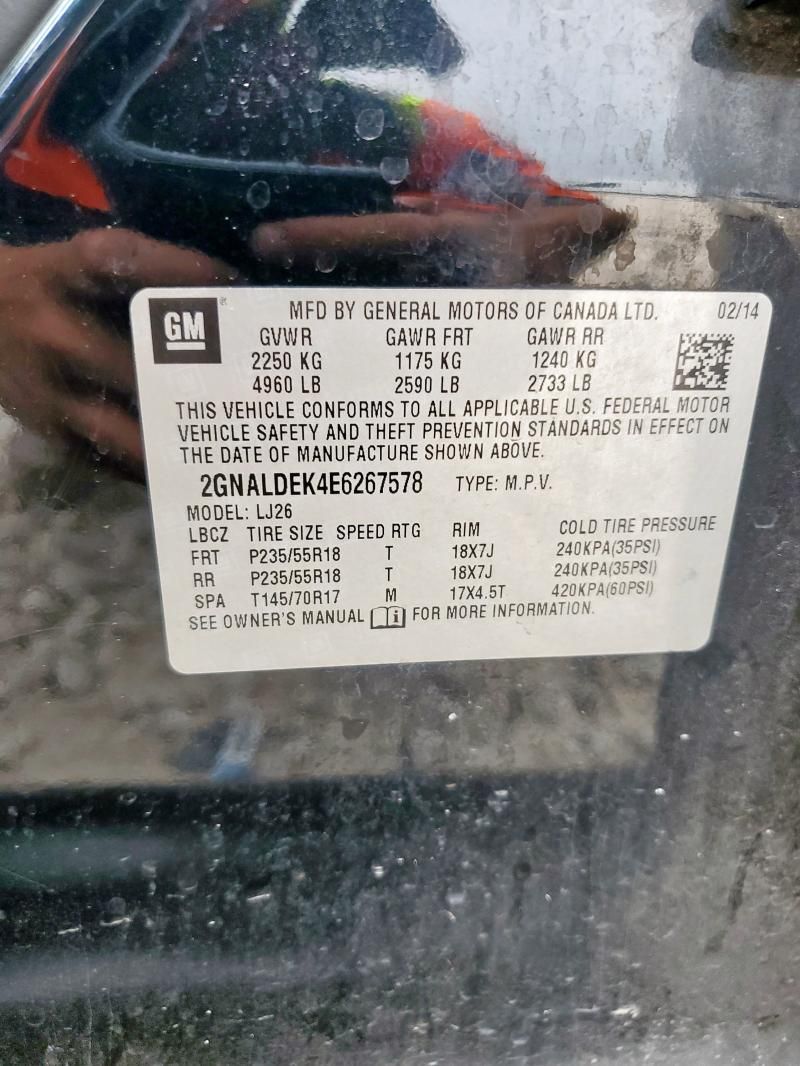 GM ® MFD BY GENERAL MOTORS OF CANADA LTD. 02/14
GVWR GAWR FRT GAWR RR
2250 KG 1175 KG 1240 KG
4960 LB 2590 LB 2733 LB
THIS VEHICLE CONFORMS TO ALL APPLICABLE U.S. FEDERAL MOTOR
VEHICLE SAFETY AND THEFT PREVENTION STANDARDS IN EFFECT ON
THE DATE OF MANUFACTURE SHOWN ABOVE.
2GNALDEK4E6267578 TYPE: M.P.V.
MODEL: LJ26
LBCZ TIRE SIZE SPEED RTG RIM COLD TIRE PRESSURE
FRT P235/55R18 T 18X7J 240KPA(35PSI)
RR P235/55R18 T 18X7J 240KPA(35PSI)
SPA T145/70R17 M 17X4.5T 420KPA(60PSI)
SEE OWNER'S MANUAL i FOR MORE INFORMATION.